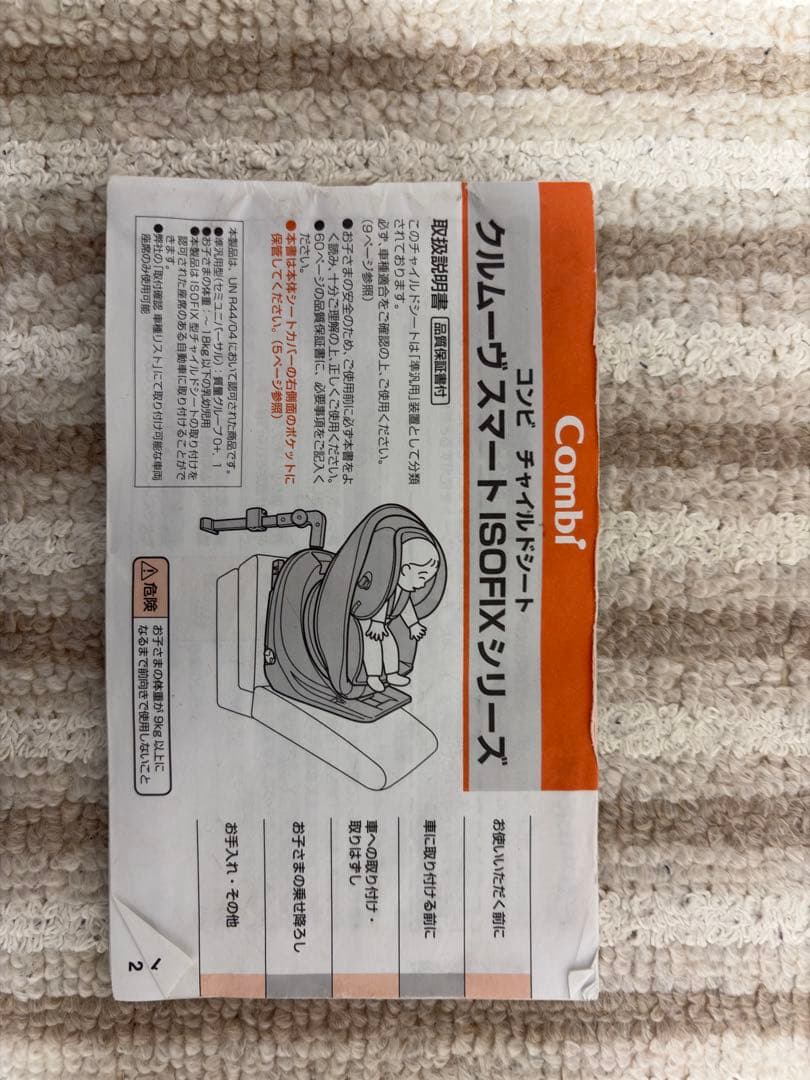 Combi
コンビ チャイルドシート
クルムーヴ スマート ISOFIX シリーズ
取扱説明書 品質保証書付
このチャイルドシートは「準汎用」装置として分類
されております。
必ず、車種適合をご確認の上、ご使用ください。
(9ページ参照)
●お子さまの安全のため、ご使用前に必ず本書をよ
く読み、十分ご理解の上、正しくご使用ください。
●60ページの品質保証書に、必要事項をご記入く
ださい。
●本書は本体シートカバーの右側面のポケットに
保管してください。(5ページ参照)
本製品は、UN R44/04において認可された商品です。
●準汎用型(セミユニバーサル):質量グループ0+、1
●お子さまの体重:~18kg以下の乳幼児用
●本製品はISOFIX型チャイルドシートの取り付けを
認可された座席のある自動車に取り付けることがで
きます。
●弊社の「取付確認 車種リスト」にて取り付け可能な車両
座席のみ使用可能
危険
お子さまの体重が9kg以上に
なるまで前向きで使用しないこと
お使いいただく前に
車に取り付ける前に
車への取り付け・
取りはずし
お子さまの乗せ降ろし
お手入れ・その他
2